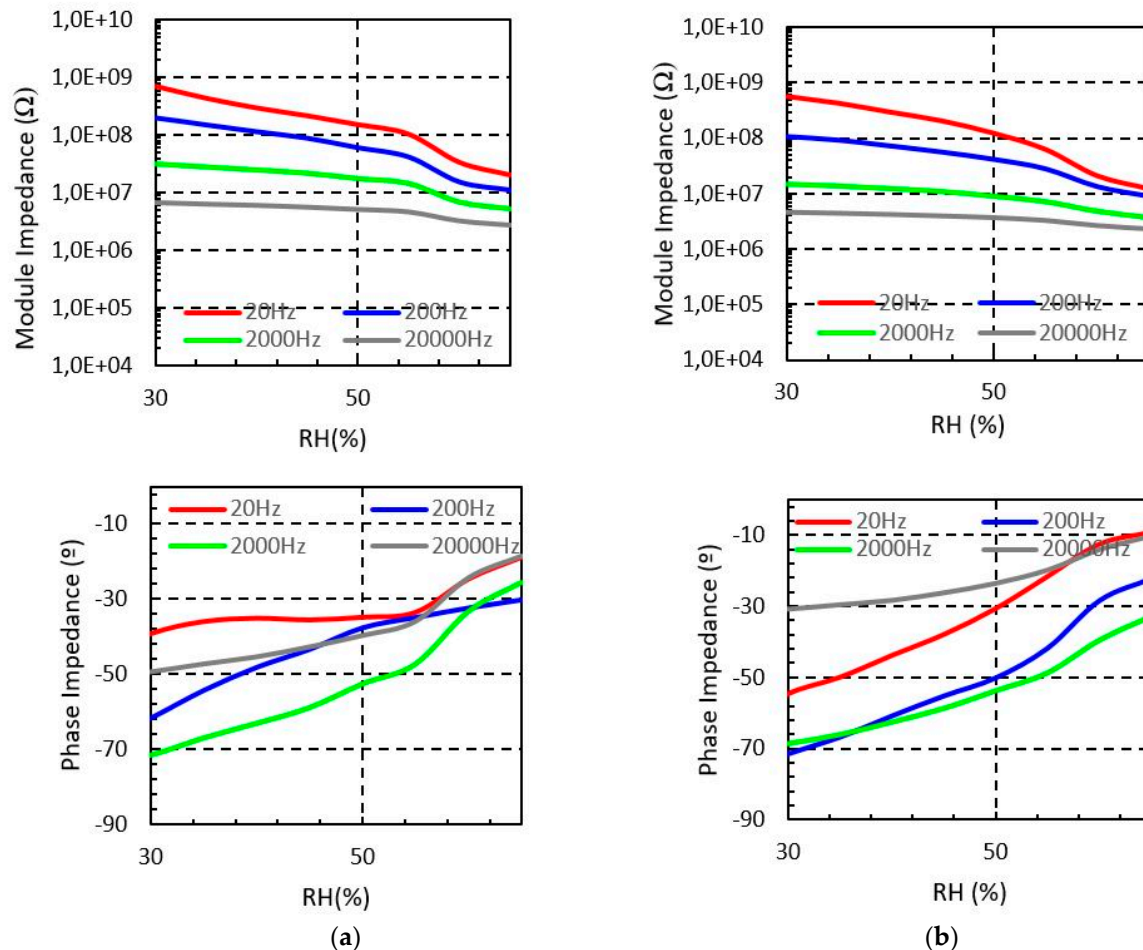 1,0E+10
1,0E+09
1,0E+08
1,0E+07
1,0E+06
1,0E+05
1,0E+04
Module Impedance (Ω)
20Hz 200Hz
2000Hz 20000Hz
30 50
RH(%)
1,0E+10
1,0E+09
1,0E+08
1,0E+07
1,0E+06
1,0E+05
1,0E+04
Module Impedance (Ω)
20Hz 200Hz
2000Hz 20000Hz
30 50
RH (%)
-10
-30
-50
-70
-90
Phase Impedance (º)
20Hz 200Hz
2000Hz 20000Hz
30 50
RH(%)
(a)
-10
-30
-50
-70
-90
Phase Impedance (º)
20Hz 200Hz
2000Hz 20000Hz
30 50
RH (%)
(b)